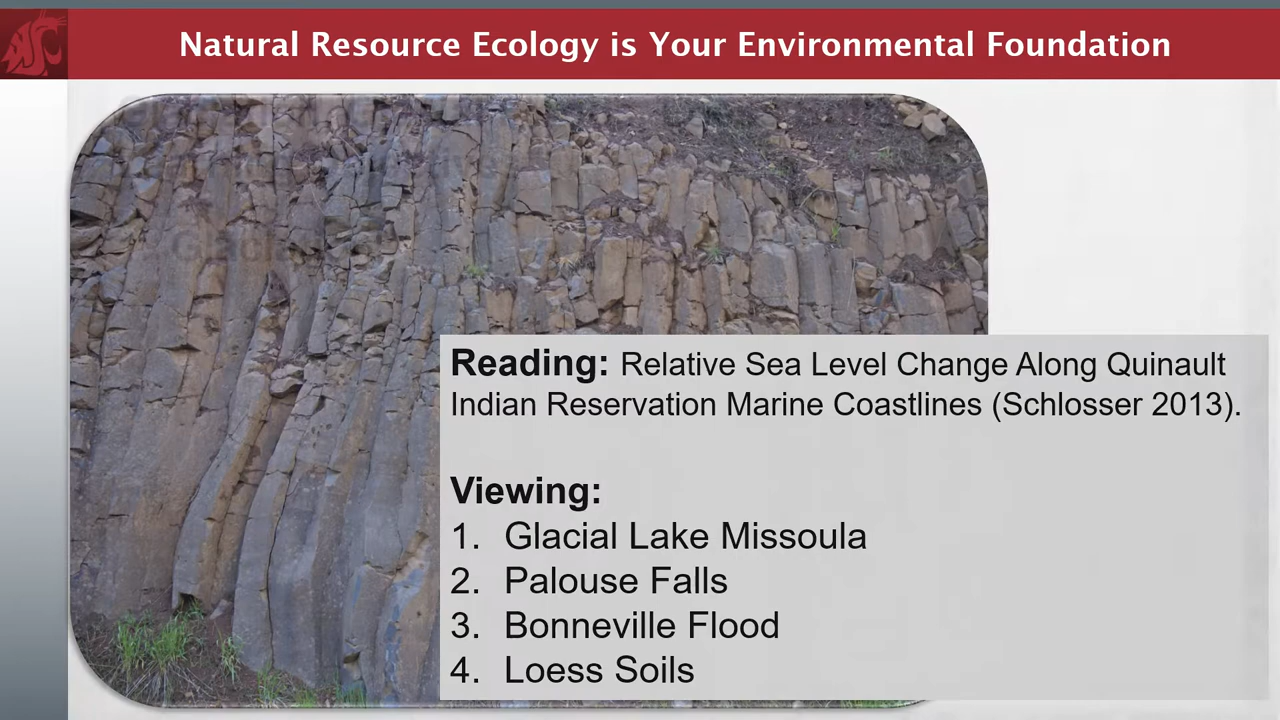 Natural Resource Ecology is Your Environmental Foundation
Reading: Relative Sea Level Change Along Quinault
Indian Reservation Marine Coastlines (Schlosser 2013).
Viewing:
1. Glacial Lake Missoula
2. Palouse Falls
3. Bonneville Flood
4. Loess Soils